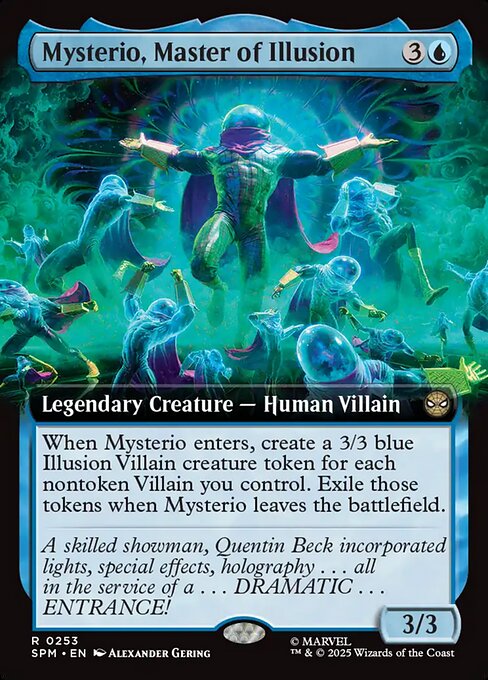 Mysterio, Master of Illusion 3
Legendary Creature — Human Villain
When Mysterio enters, create a 3/3 blue
Illusion Villain creature token for each
nontoken Villain you control. Exile those
tokens when Mysterio leaves the battlefield.
A skilled showman, Quentin Beck incorporated
lights, special effects, holography . . . all
in the service of a . . . DRAMATIC . . .
ENTRANCE!
3/3
R 0253
SPM • EN ALEXANDER GERING
© MARVEL
™ & © 2025 Wizards of the Coast